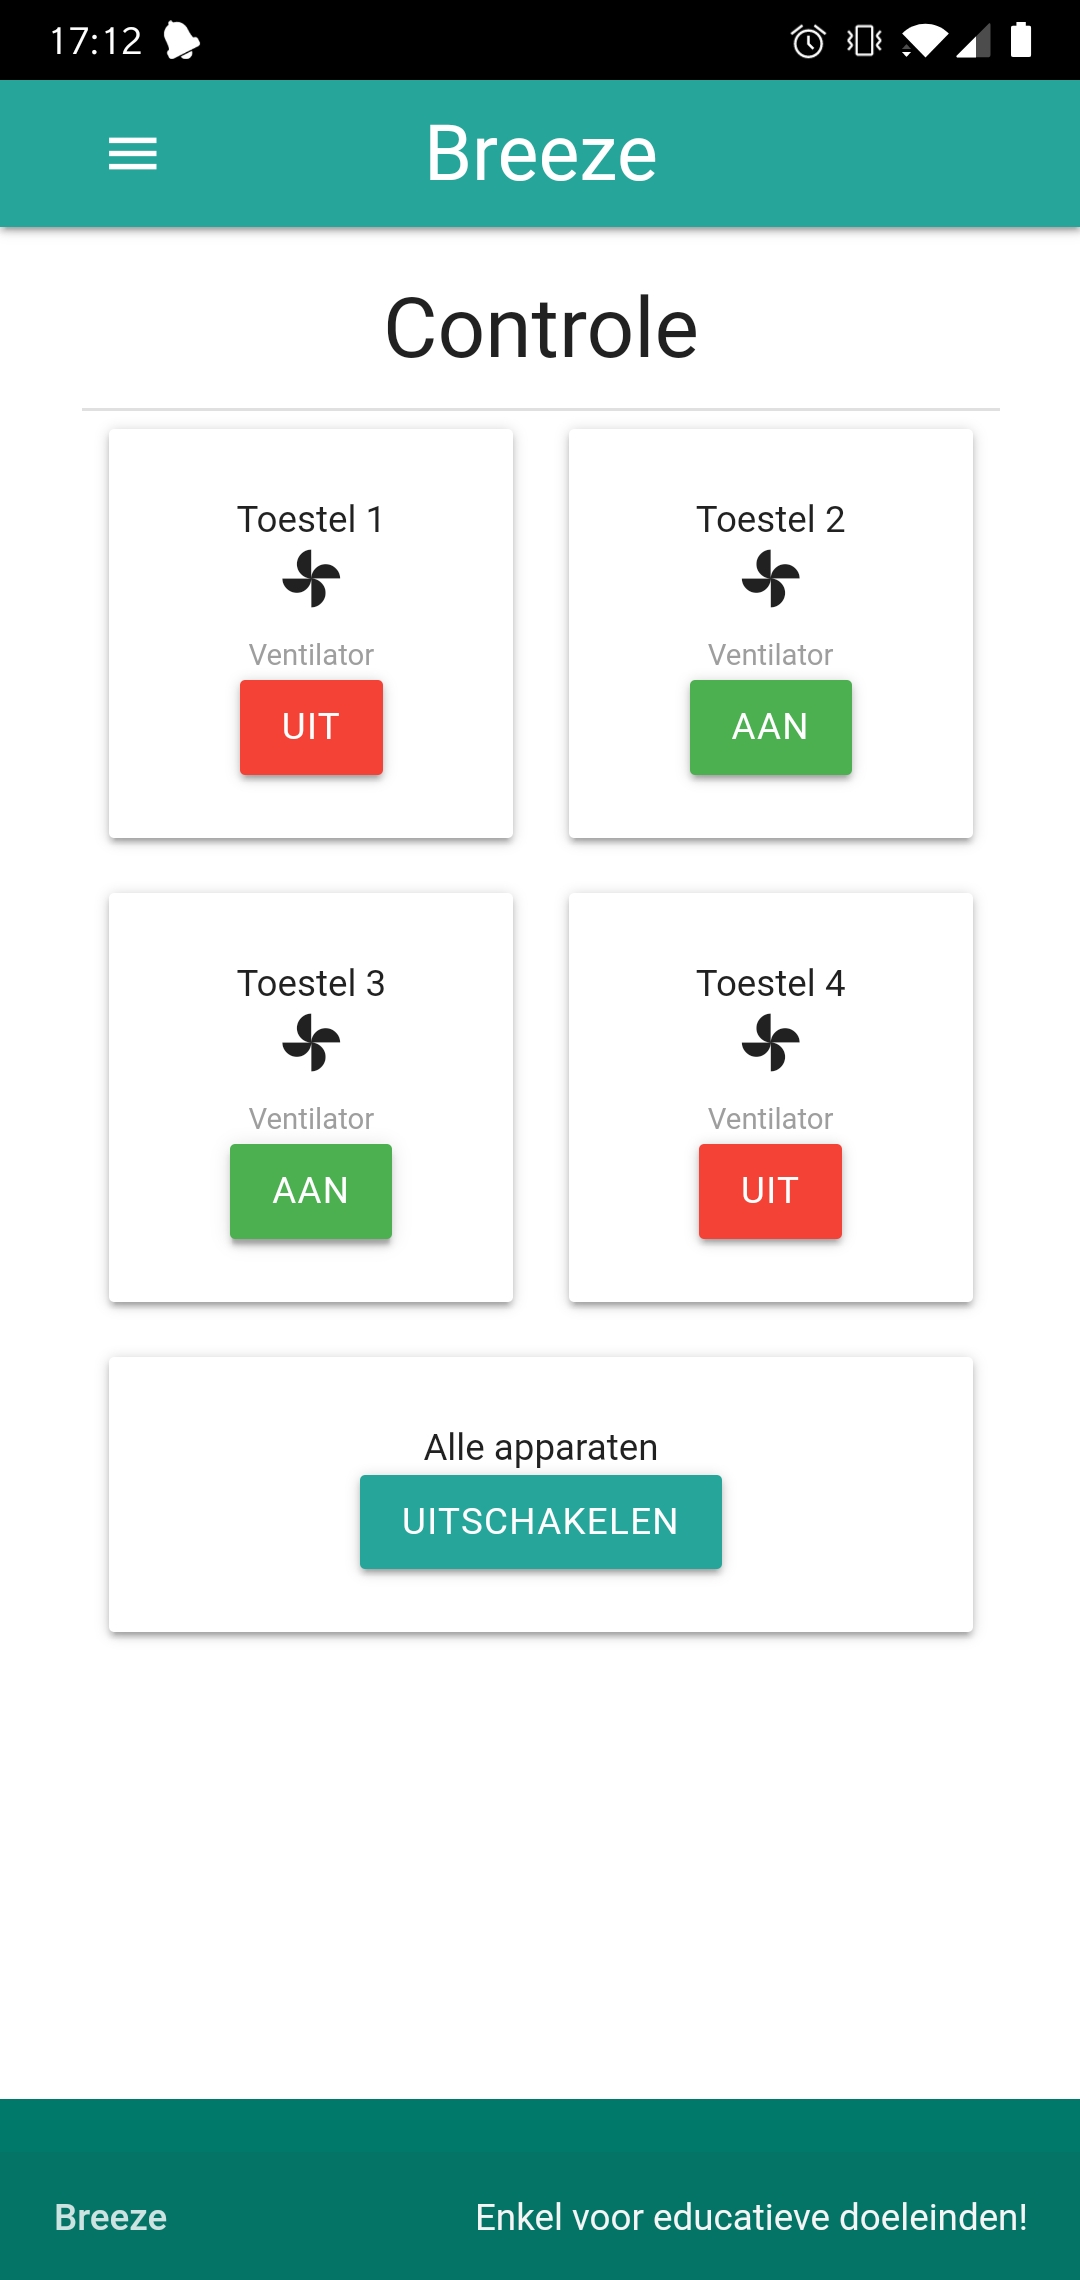 17:12
Breeze
Controle
Toestel 1
Ventilator
UIT
Toestel 2
Ventilator
AAN
Toestel 3
Ventilator
AAN
Toestel 4
Ventilator
UIT
Alle apparaten
UITSCHAKELEN
Breeze
Enkel voor educatieve doeleinden!